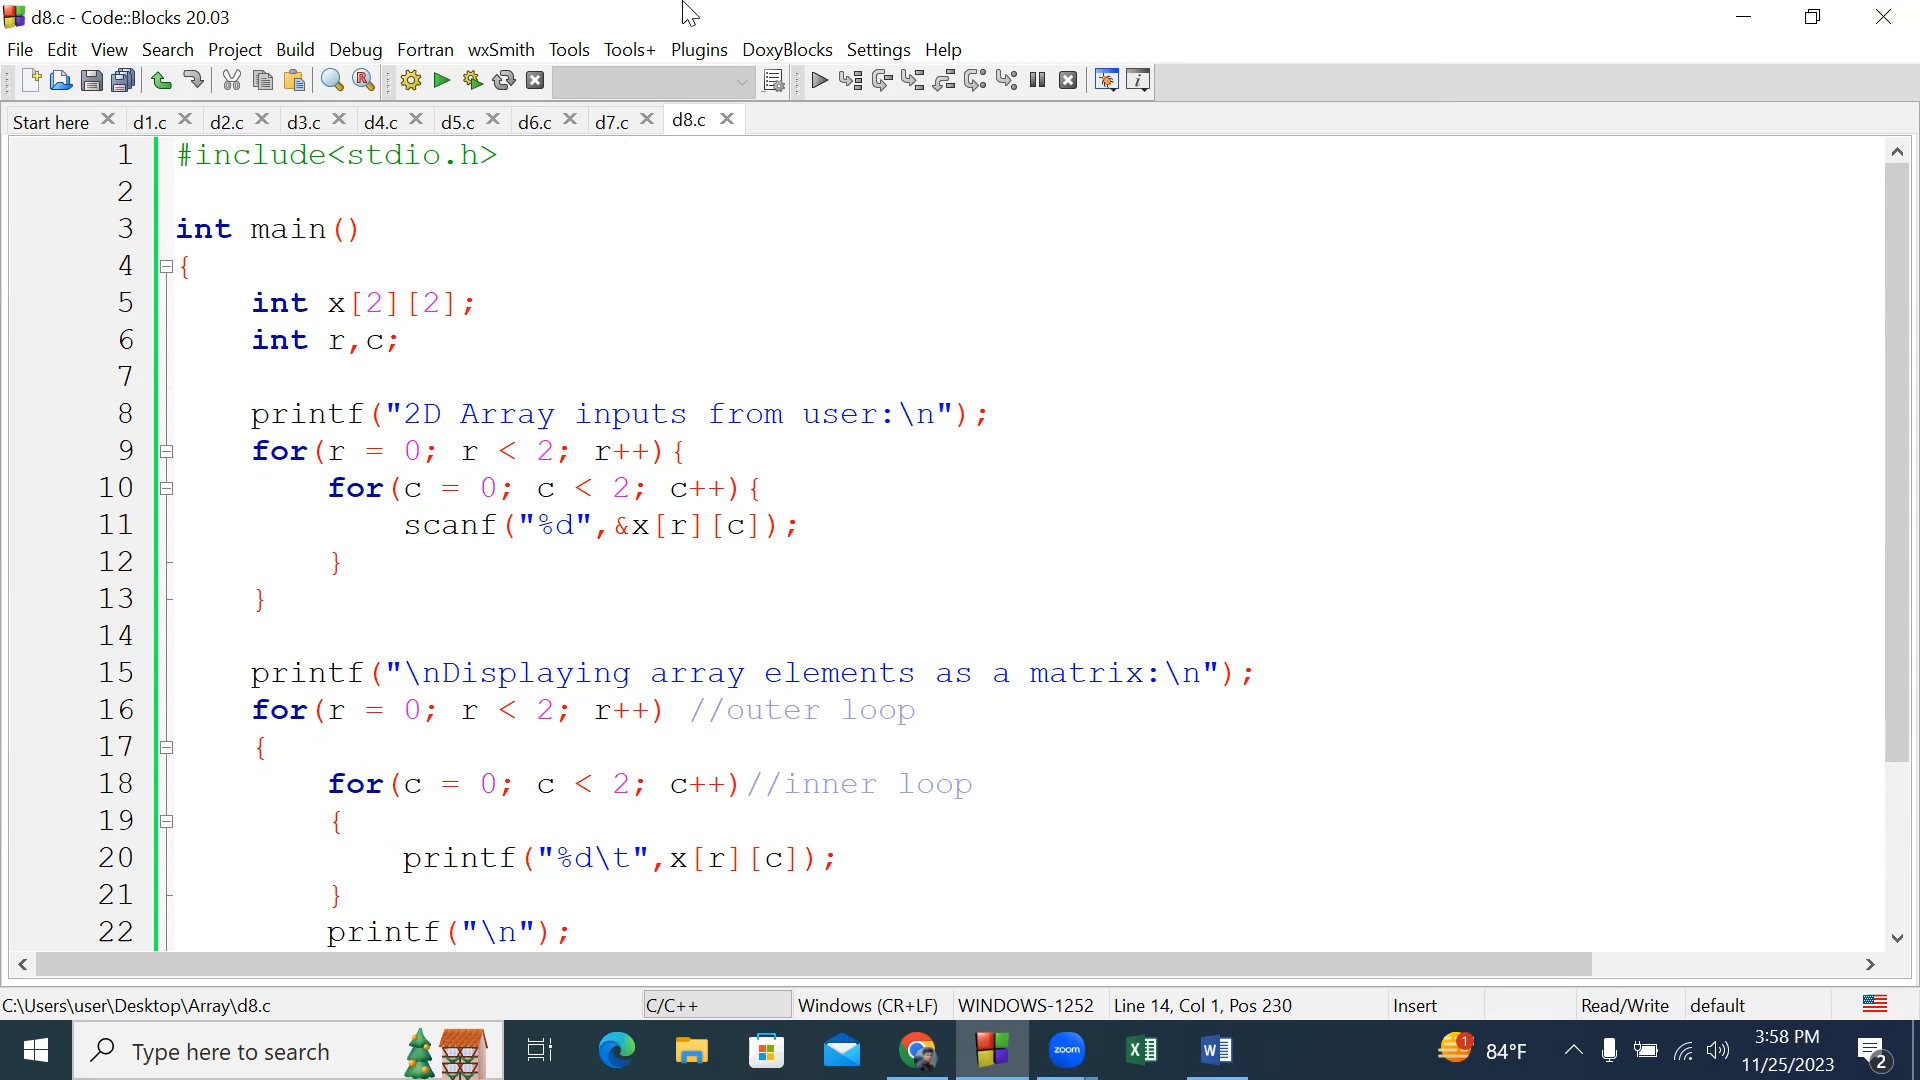 d8.c - Code::Blocks 20.03
File Edit View Search Project Build Debug Fortran wxSmith Tools Tools+ Plugins DoxyBlocks Settings Help
Start here d1.c d2.c d3.c d4.c d5.c d6.c d7.c d8.c
1 #include<stdio.h>
2
3 int main()
4 {
5 int x[2][2];
6 int r,c;
7
8 printf("2D Array inputs from user:\n");
9 for(r = 0; r < 2; r++){
10 for(c = 0; c < 2; c++){
11 scanf("%d",&x[r][c]);
12 }
13 }
14
15 printf("\nDisplaying array elements as a matrix:\n");
16 for(r = 0; r < 2; r++) //outer loop
17 {
18 for(c = 0; c < 2; c++)//inner loop
19 {
20 printf("%d\t",x[r][c]);
21 }
22 printf("\n");
C:\Users\user\Desktop\Array\d8.c C/C++ Windows (CR+LF) WINDOWS-1252 Line 14, Col 1, Pos 230 Insert Read/Write default
Type here to search zoom 1 84°F 3:58 PM
11/25/2023 2